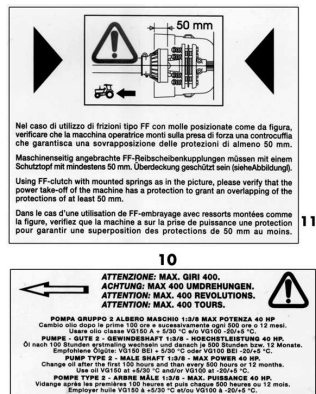 50 mm
Nel caso di utilizzo di frizioni tipo FF con molle posizionate come da figura,
verificare che la macchina operatrice monti sulla presa di forza una controcuffia
che garantisca una sovrapposizione delle protezioni di almeno 50 mm.
Maschinenseitig angebrachte FF-Reibscheibenkupplungen müssen mit einem
Schutztopf mit mindestens 50 mm. Überdeckung geschützt sein (sieheAbbildung).
Using FF-clutch with mounted springs as in the picture, please verify that the
power take-off of the machine has a protection to grant an overlapping of the
protections of at least 50 mm.
Dans le cas d'une utilisation de FF-embrayage avec ressorts montées comme
la figure, verifiez que la machine a sur la prise de puissance une protection
pour garantir une superposition des protections de 50 mm au moins.
11
10
ATTENZIONE: MAX. GIRI 400.
ACHTUNG: MAX 400 UMDREHUNGEN.
ATTENTION: MAX. 400 REVOLUTIONS.
ATTENTION: MAX. 400 TOURS.
POMPA GRUPPO 2 ALBERO MASCHIO 1:3/8 MAX POTENZA 40 HP
Cambio olio dopo le prime 100 ore e sucessivamente ogni 500 ore o 12 mesi.
Usare olio classe VG150 A + 5/30 °C e/o VG100 -20/+5 °C.
PUMPE - GUTE 2 - GEWINDESHAFT 1:3/8 - HOECHSTLEISTUNG 40 HP.
Öl nach 100 Stunden erstmaling wechseln und danach je 500 Stunden bzw. 12 Monate.
Empfohlene Ölgüte: VG150 BEI + 5/30 °C oder VG100 BEI -20/+5 °C.
PUMP TYPE 2 - MALE SHAFT 1:3/8 - MAX POWER 40 HP.
Change oil after the first 100 hours and then every 500 hours or 12 months.
Use oil VG150 at +5/30 °C and/or VG100 at -20/+5 °C.
POMPE TYPE 2 - ARBRE MÂLE 1:3/8 - MAX. PUISSANCE 40 HP.
Vidange après les premières 100 heures et puis chaque 500 heures ou 12 mois.
Employer huile VG150 à +5/30 °C et/ou VG100 à -20/+5 °C.